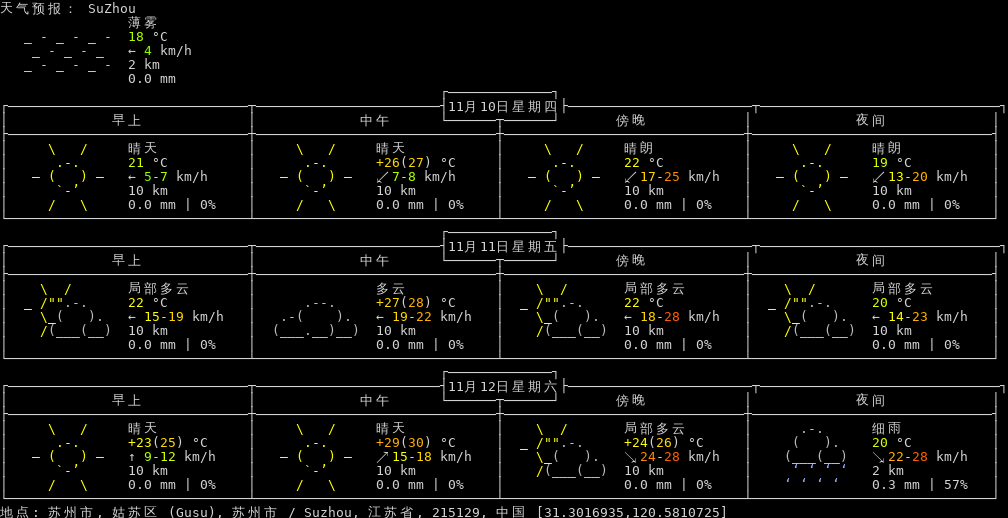 天气预报： SuZhou
薄雾
18 °C
← 4 km/h
2 km
0.0 mm
11月10日星期四
早上 中午 傍晚 夜间
晴天 晴天 晴朗 晴朗
21 °C +26(27) °C 22 °C 19 °C
← 5-7 km/h ↙ 7-8 km/h ↙ 17-25 km/h ↙ 13-20 km/h
10 km 10 km 10 km 10 km
0.0 mm | 0% 0.0 mm | 0% 0.0 mm | 0% 0.0 mm | 0%
11月11日星期五
早上 中午 傍晚 夜间
局部多云 多云 局部多云 局部多云
22 °C +27(28) °C 22 °C 20 °C
← 15-19 km/h ← 19-22 km/h ← 18-28 km/h ← 14-23 km/h
10 km 10 km 10 km 10 km
0.0 mm | 0% 0.0 mm | 0% 0.0 mm | 0% 0.0 mm | 0%
11月12日星期六
早上 中午 傍晚 夜间
晴天 晴天 局部多云 细雨
+23(25) °C +29(30) °C +24(26) °C 20 °C
↑ 9-12 km/h ↗ 15-18 km/h ↘ 24-28 km/h ↘ 22-28 km/h
10 km 10 km 10 km 2 km
0.0 mm | 0% 0.0 mm | 0% 0.0 mm | 0% 0.3 mm | 57%
地点: 苏州市, 姑苏区 (Gusu), 苏州市 / Suzhou, 江苏省, 215129, 中国 [31.3016935,120.5810725]